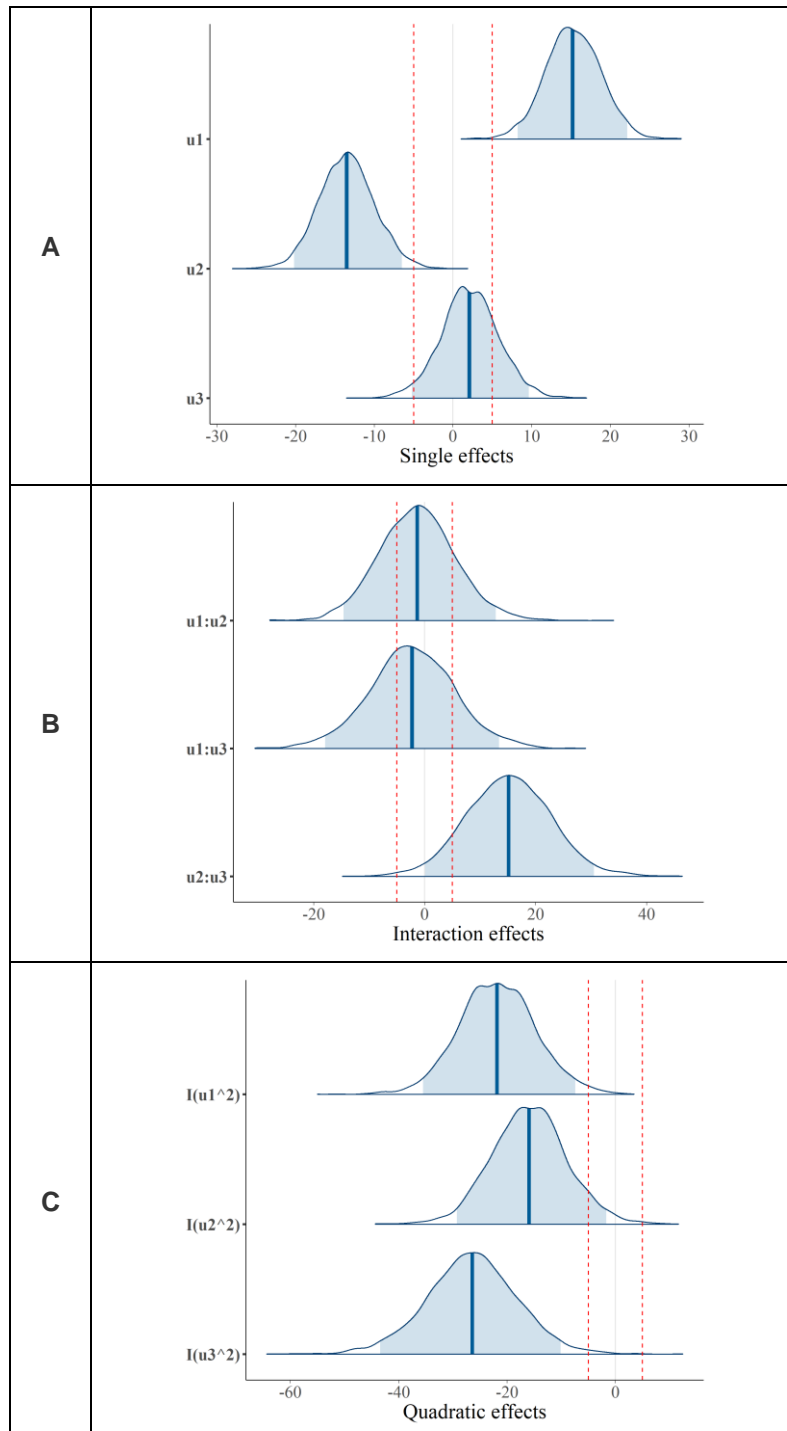 A
u1
u2
u3
-30 -20 -10 0 10 20 30
Single effects
B
u1:u2
u1:u3
u2:u3
-20 0 20 40
Interaction effects
C
I(u1^2)
I(u2^2)
I(u3^2)
-60 -40 -20 0
Quadratic effects